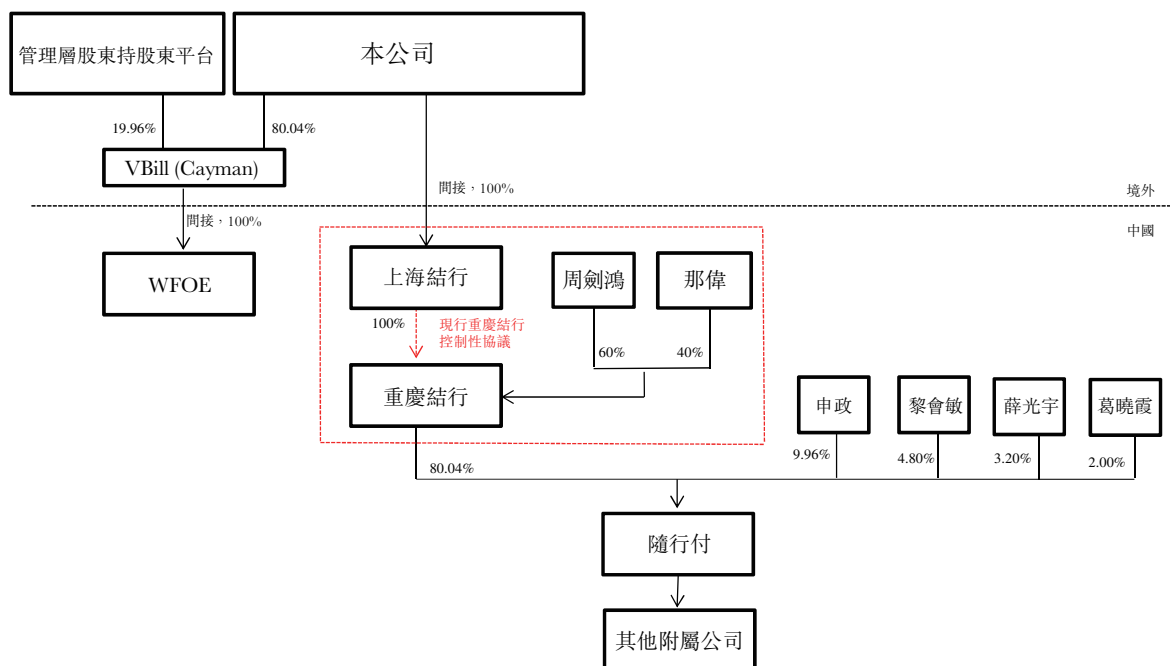 管理層股東持股東平台
本公司
19.96%
80.04%
VBill (Cayman)
間接，100%
境外
間接，100%
中國
WFOE
上海結行
周劍鴻
那偉
100%
現行重慶結行
控制性協議
60%
40%
重慶結行
申政
黎會敏
薛光宇
葛曉霞
80.04%
9.96%
4.80%
3.20%
2.00%
隨行付
其他附屬公司